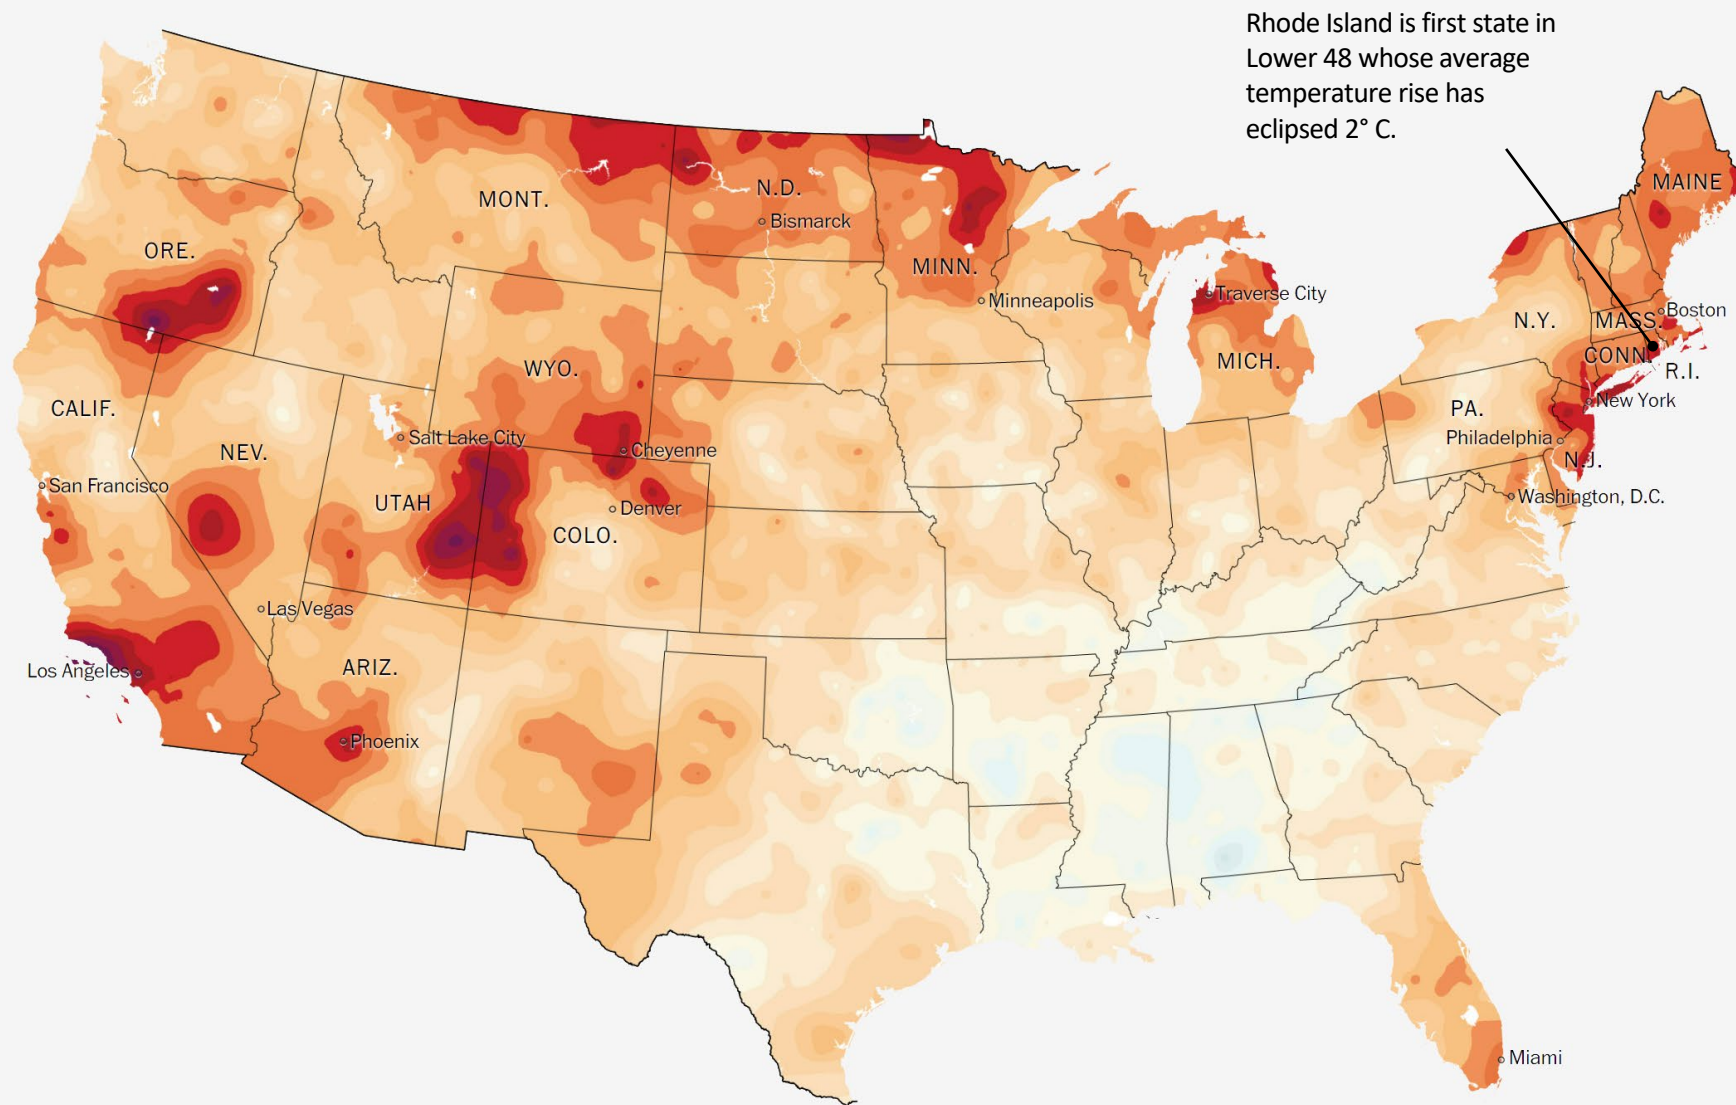 Rhode Island is first state in
Lower 48 whose average
temperature rise has
eclipsed 2° C.
MAINE
MONT.
N.D.
Bismarck
ORE.
MINN.
Minneapolis
Traverse City
Boston
N.Y.
MASS.
CONN.
R.I.
MICH.
WYO.
CALIF.
PA.
New York
Salt Lake City
Cheyenne
Philadelphia
NEV.
N.J.
San Francisco
UTAH
Denver
Washington, D.C.
COLO.
Las Vegas
Los Angeles
ARIZ.
Phoenix
Miami